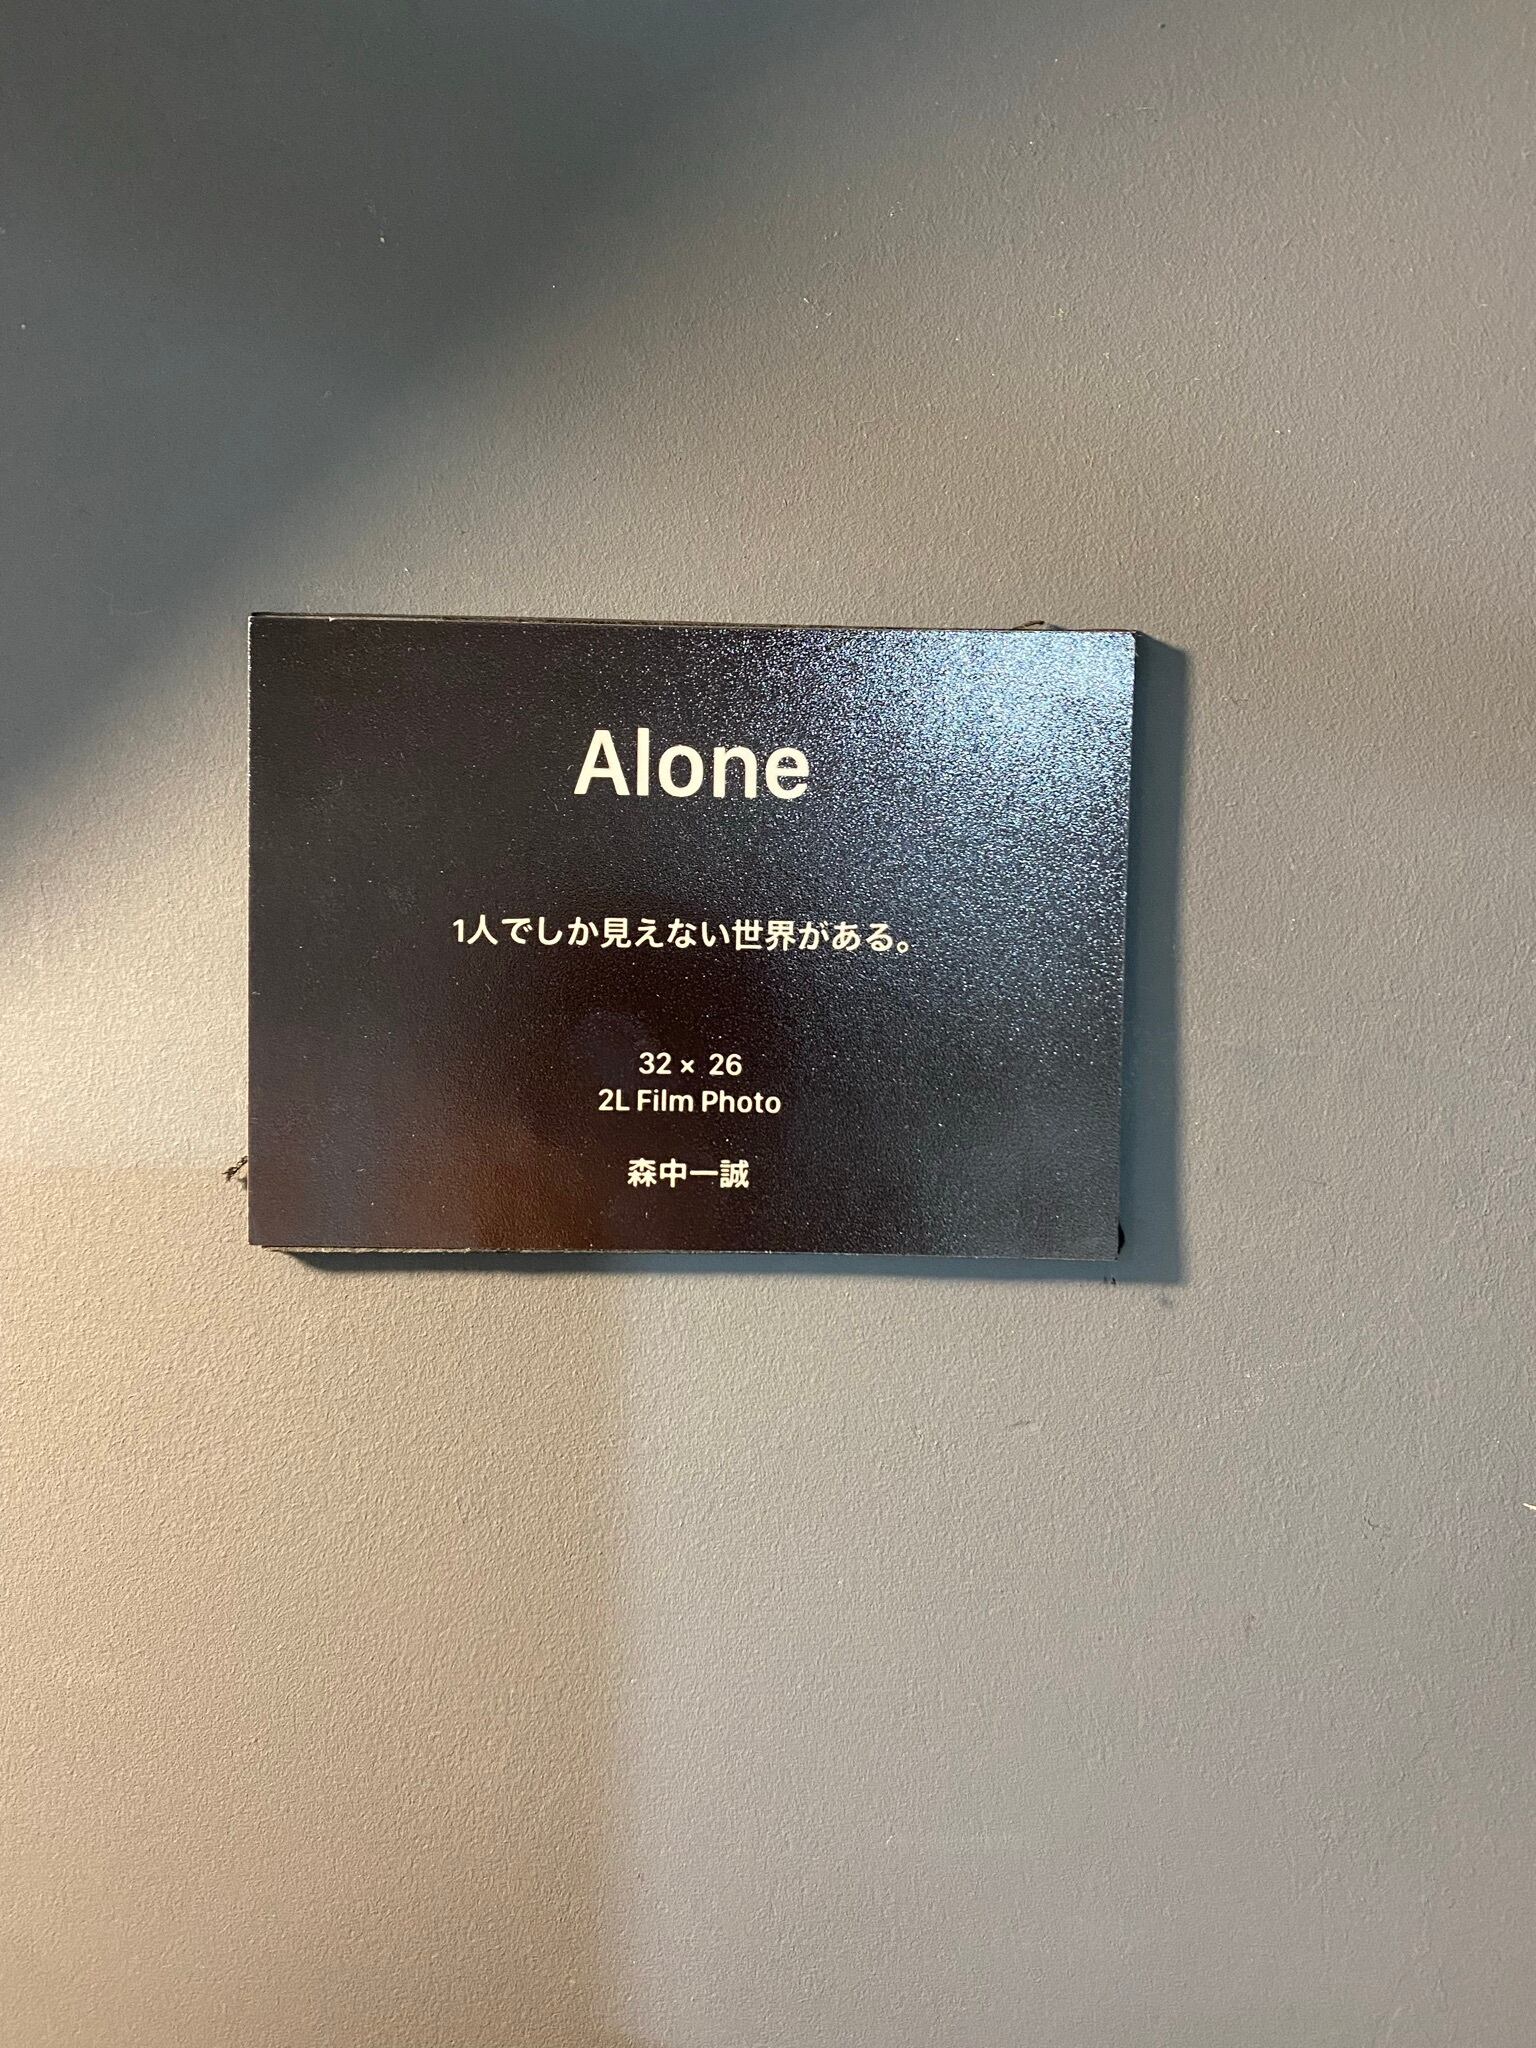 Alone
1人でしか見えない世界がある。
32 × 26
2L Film Photo
森中一誠